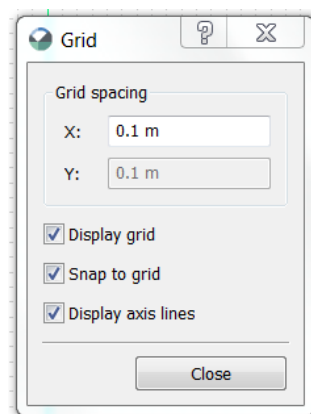 Grid
Grid spacing
X: 0.1 m
Y: 0.1 m
Display grid
Snap to grid
Display axis lines
Close